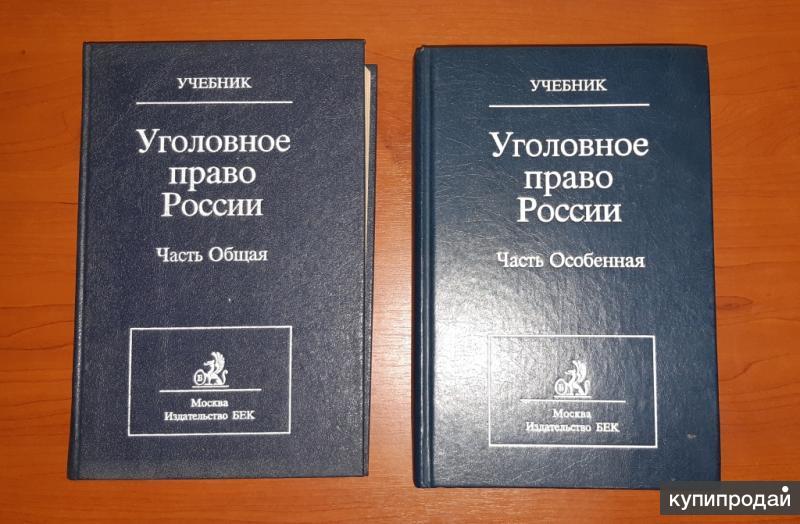 УЧЕБНИК
Уголовное
право
России
Часть Общая
Б
Москва
Издательство БЕК
УЧЕБНИК
Уголовное
право
России
Часть Особенная
Б
Москва
Издательство БЕК
купипродай